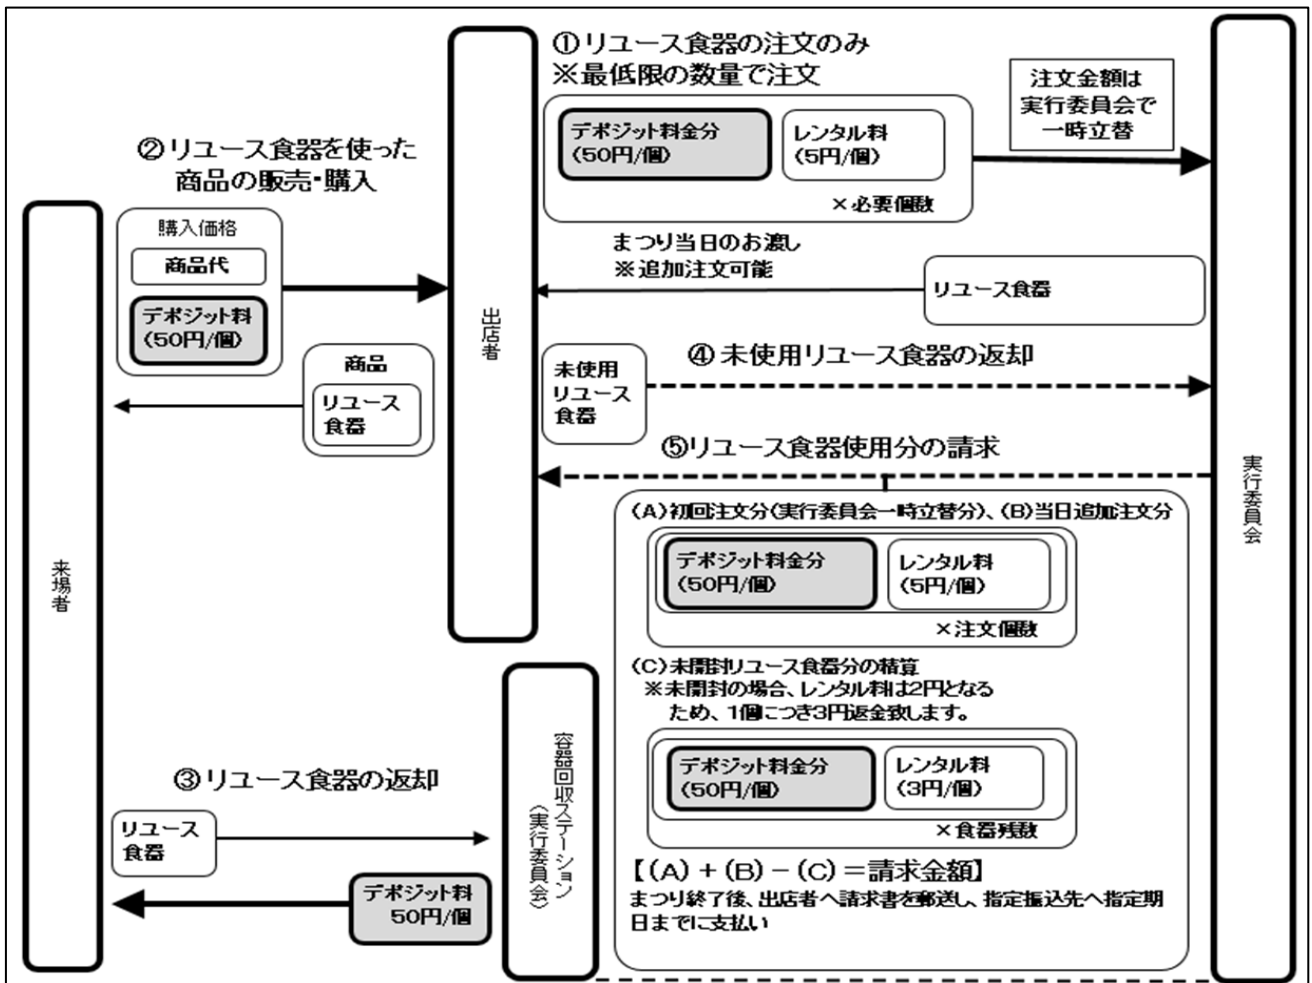 ①リユース食器の注文のみ
※最低限の数量で注文
デポジット料金分
(50円/個)
レンタル料
(5円/個)
×必要個数
注文金額は
実行委員会で
一時立替
②リユース食器を使った
商品の販売・購入
購入価格
商品代
デポジット料
(50円/個)
商品
リユース
食器
出店者
まつり当日のお渡し
※追加注文可能
リユース食器
未使用
リユース
食器
④未使用リユース食器の返却
⑤リユース食器使用分の請求
(A)初回注文分(実行委員会一時立替分)、(B)当日追加注文分
デポジット料金分
(50円/個)
レンタル料
(5円/個)
×注文個数
(C)未開封リユース食器分の精算
※未開封の場合、レンタル料は2円となる
ため、1個につき3円返金致します。
デポジット料金分
(50円/個)
レンタル料
(3円/個)
×食器残数
【(A)+(B)-(C)=請求金額】
まつり終了後、出店者へ請求書を郵送し、指定振込先へ指定期
日までに支払い
実行委員会
来場者
③リユース食器の返却
リユース
食器
デポジット料
50円/個
容器回収ステーション
(実行委員会)